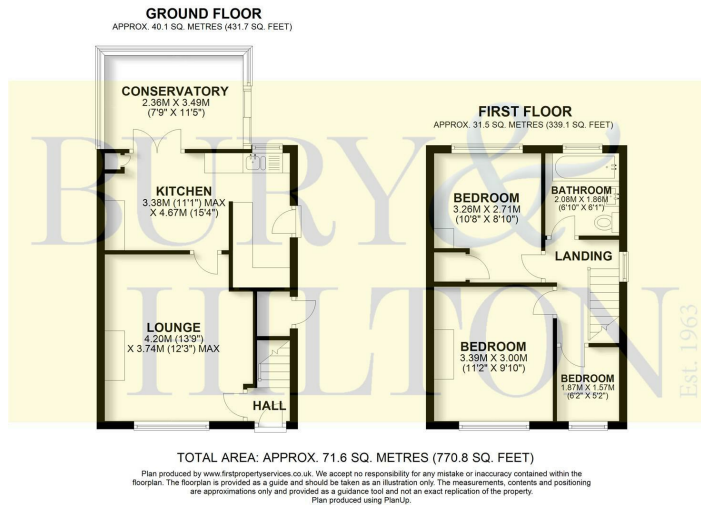 GROUND FLOOR
APPROX. 40.1 SQ. METRES (431.7 SQ. FEET)
CONSERVATORY
2.36M X 3.49M
(7'9" X 11'5")
KITCHEN
3.38M (11'1") MAX
X 4.67M (15'4")
LOUNGE
4.20M (13'9")
X 3.74M (12'3") MAX
HALL
FIRST FLOOR
APPROX. 31.5 SQ. METRES (339.1 SQ. FEET)
BEDROOM
3.26M X 2.71M
(10'8" X 8'10")
BATHROOM
2.08M X 1.86M
(6'10" X 6'1")
LANDING
BEDROOM
3.39M X 3.00M
(11'2" X 9'10")
BEDROOM
1.87M X 1.57M
(6'2" X 5'2")
BURY &
HILTON
Est. 1963
TOTAL AREA: APPROX. 71.6 SQ. METRES (770.8 SQ. FEET)
Plan produced by www.firstpropertyservices.co.uk. We accept no responsibility for any mistake or inaccuracy contained within the
floorplan. The floorplan is provided as a guide and should be taken as an illustration only. The measurements, contents and positioning
are approximations only and provided as a guidance tool and not an exact replication of the property.
Plan produced using PlanUp.